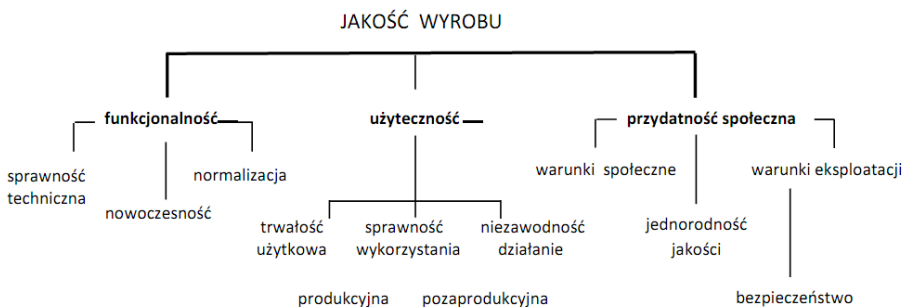 JAKOŚĆ WYROBU
funkcjonalność
użyteczność
przydatność społeczna
sprawność
techniczna
nowoczesność
normalizacja
trwałość
użytkowa
sprawność
wykorzystania
niezawodność
działanie
produkcyjna
pozaprodukcyjna
warunki społeczne
jednorodność
jakości
warunki eksploatacji
bezpieczeństwo